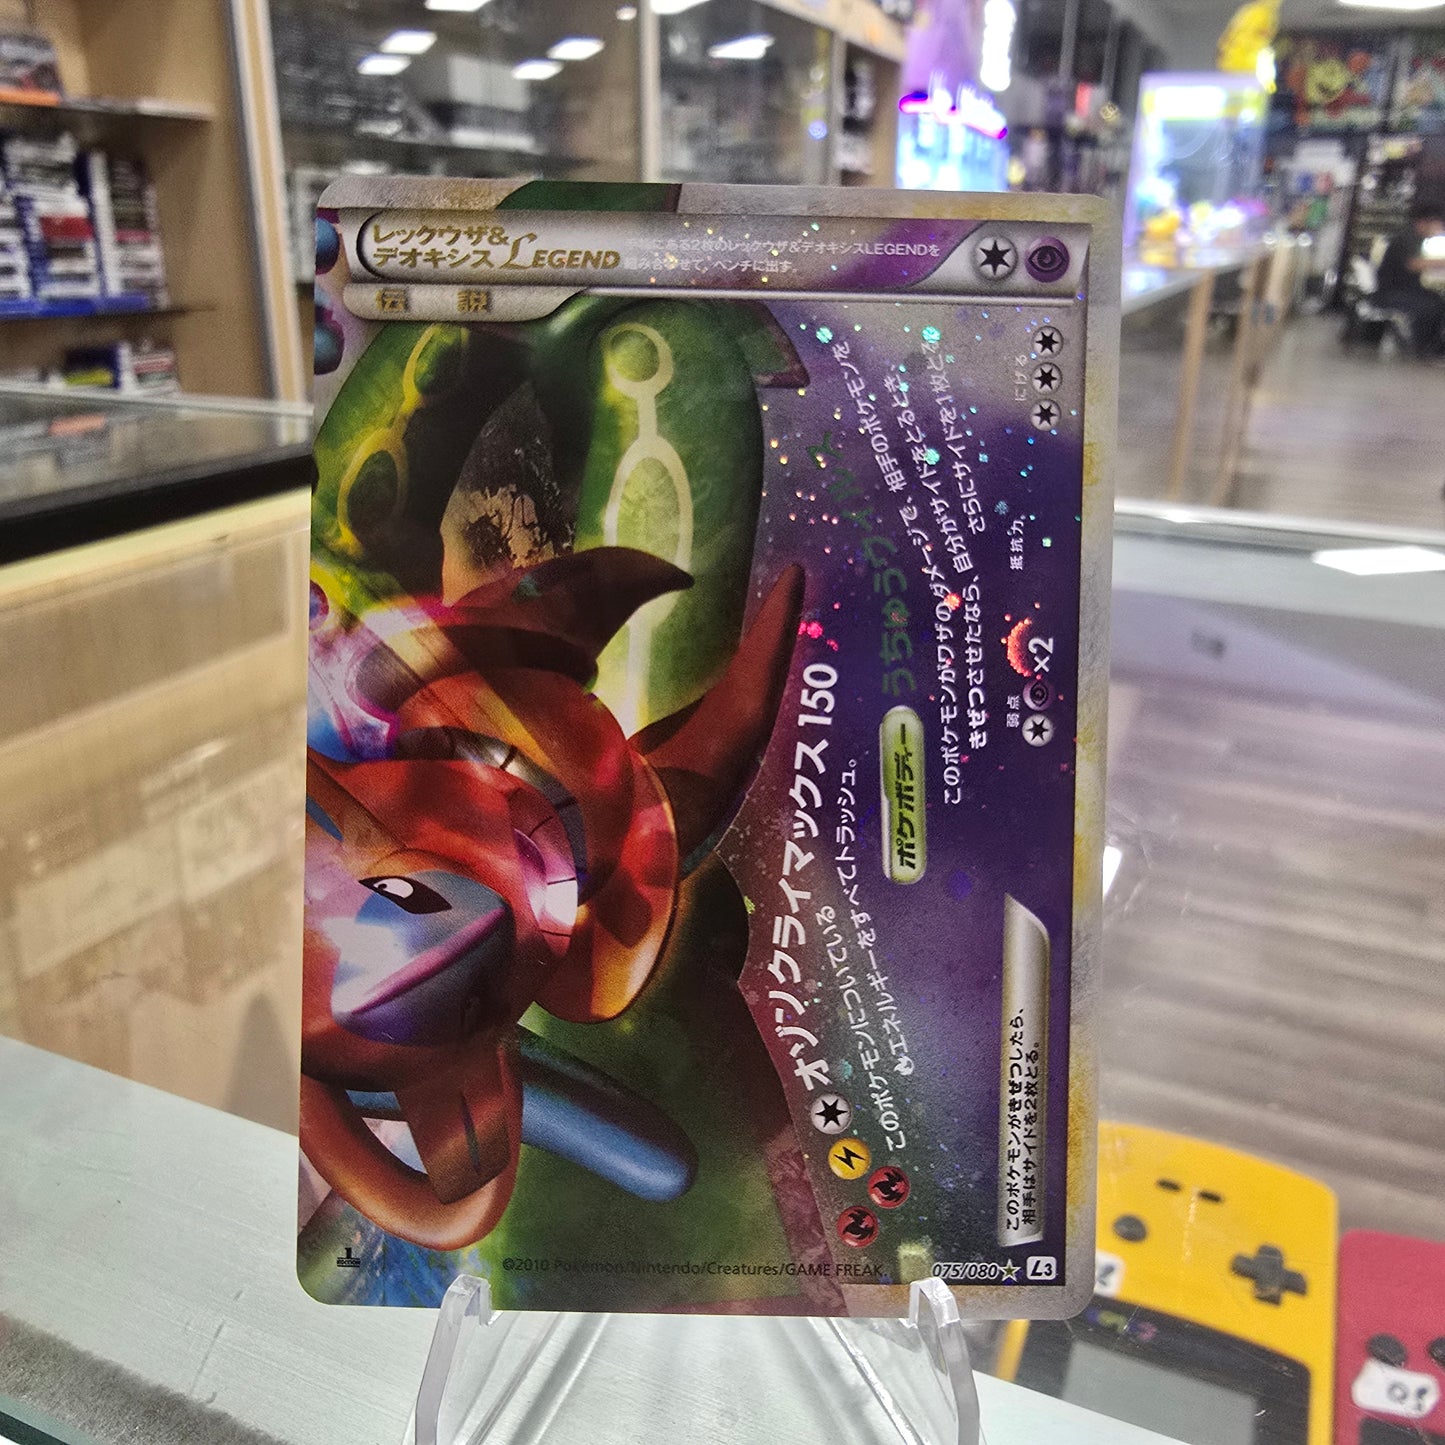 レックウザ&
デオキシス LEGEND
手札にある2枚のレックウザ&デオキシスLEGENDを
組み合わせて、ベンチに出す。
伝 説
オゾンクライマックス 150
このポケモンについている
エネルギーをすべてトラッシュ。
ポケボディー
相手のポケモンを
このポケモンがワザのダメージで、
きぜつさせたなら、自分がサイドをとるとき、
さらにサイドを1枚とる
にげる
抵抗力
弱点
×2
このポケモンがきぜつしたら、
相手はサイドを2枚とる。
1
EDITION
©2010 Pokémon/Nintendo/Creatures/GAME FREAK.
075/080
L3